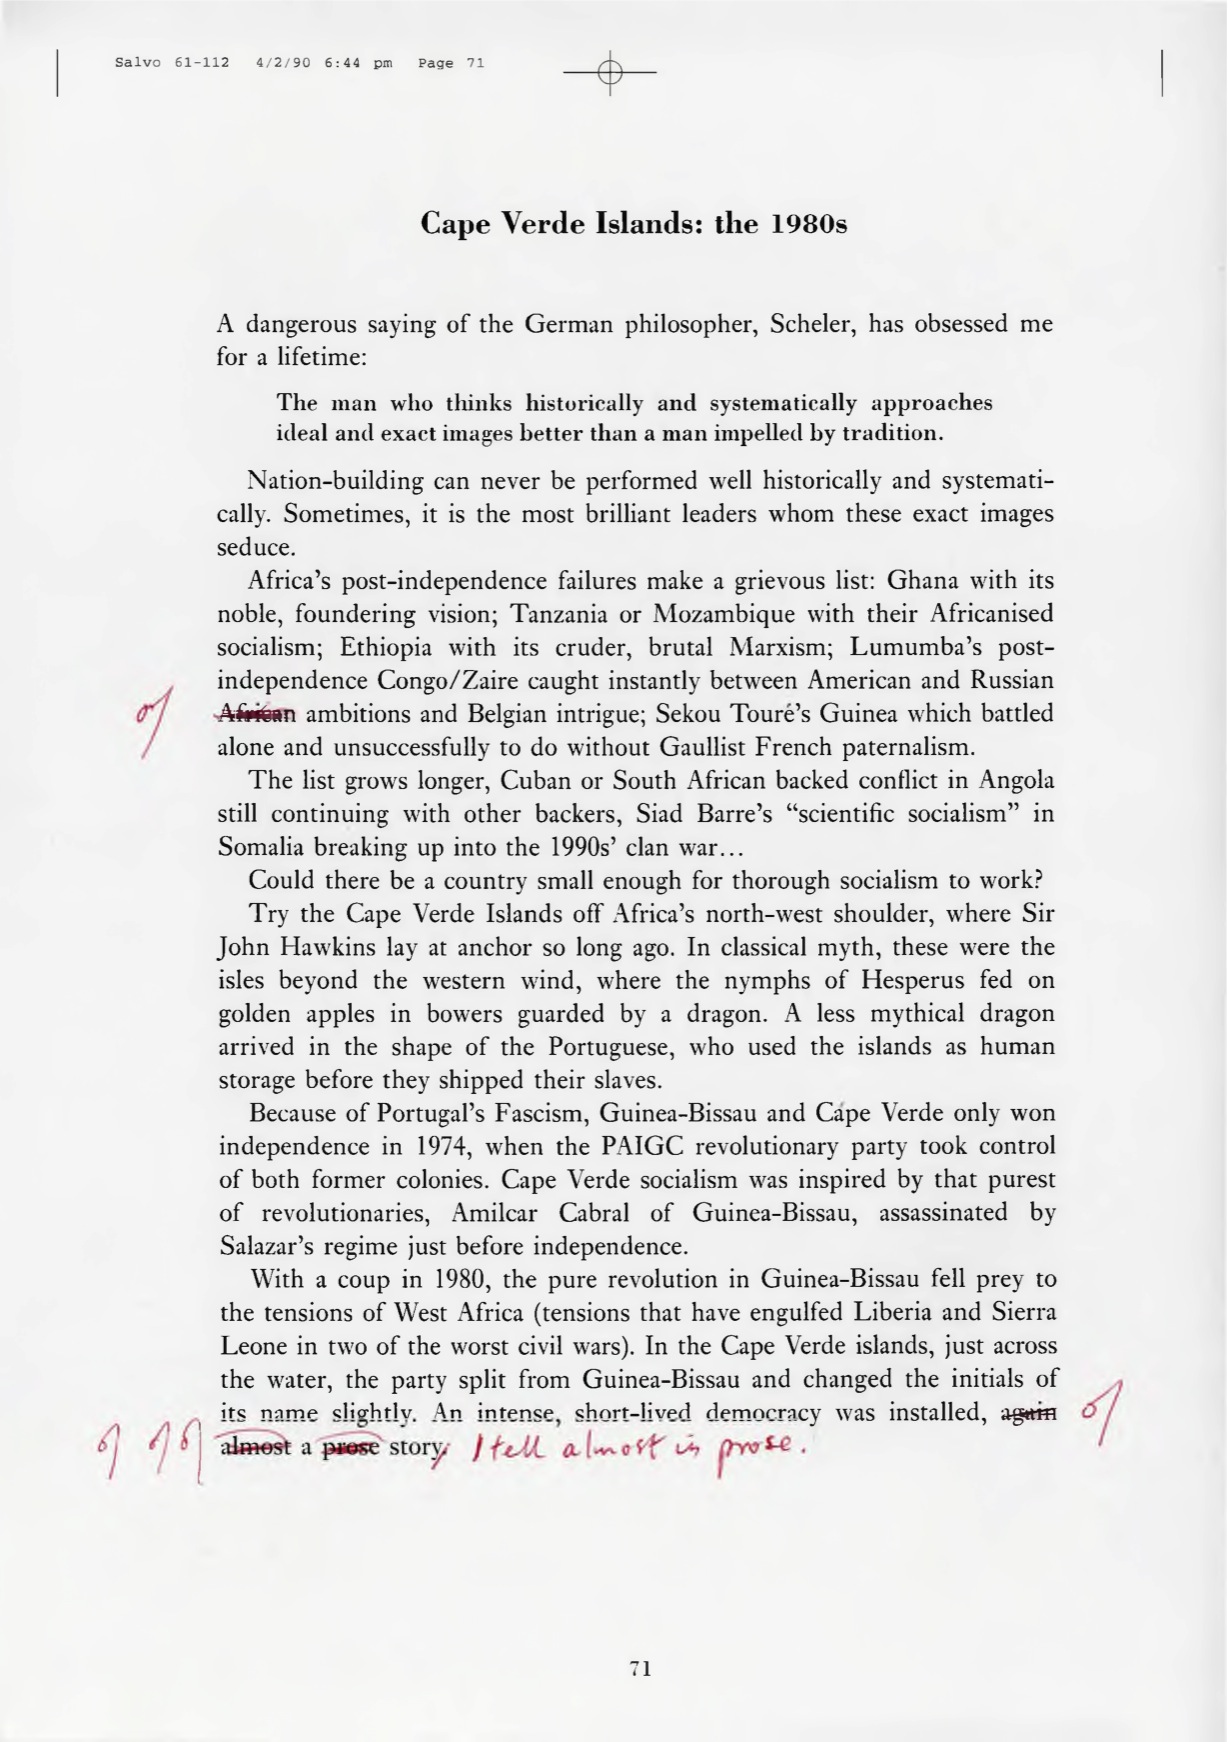 Salvo 61-112 4/2/90 6:44 pm Page 71
Cape Verde Islands: the 1980s
A dangerous saying of the German philosopher, Scheler, has obsessed me
for a lifetime:
The man who thinks historically and systematically approaches
ideal and exact images better than a man impelled by tradition.
Nation-building can never be performed well historically and systemati-
cally. Sometimes, it is the most brilliant leaders whom these exact images
seduce.
Africa's post-independence failures make a grievous list: Ghana with its
noble, foundering vision; Tanzania or Mozambique with their Africanised
socialism; Ethiopia with its cruder, brutal Marxism; Lumumba's post-
independence Congo/Zaire caught instantly between American and Russian
African ambitions and Belgian intrigue; Sekou Touré's Guinea which battled
alone and unsuccessfully to do without Gaullist French paternalism.
The list grows longer, Cuban or South African backed conflict in Angola
still continuing with other backers, Siad Barre's “scientific socialism” in
Somalia breaking up into the 1990s' clan war...
Could there be a country small enough for thorough socialism to work?
Try the Cape Verde Islands off Africa's north-west shoulder, where Sir
John Hawkins lay at anchor so long ago. In classical myth, these were the
isles beyond the western wind, where the nymphs of Hesperus fed on
golden apples in bowers guarded by a dragon. A less mythical dragon
arrived in the shape of the Portuguese, who used the islands as human
storage before they shipped their slaves.
Because of Portugal's Fascism, Guinea-Bissau and Cape Verde only won
independence in 1974, when the PAIGC revolutionary party took control
of both former colonies. Cape Verde socialism was inspired by that purest
of revolutionaries, Amilcar Cabral of Guinea-Bissau, assassinated by
Salazar's regime just before independence.
With a coup in 1980, the pure revolution in Guinea-Bissau fell prey to
the tensions of West Africa (tensions that have engulfed Liberia and Sierra
Leone in two of the worst civil wars). In the Cape Verde islands, just across
the water, the party split from Guinea-Bissau and changed the initials of
its name slightly. An intense, short-lived democracy was installed, again
almost a prose story, I tell almost in prose.
71